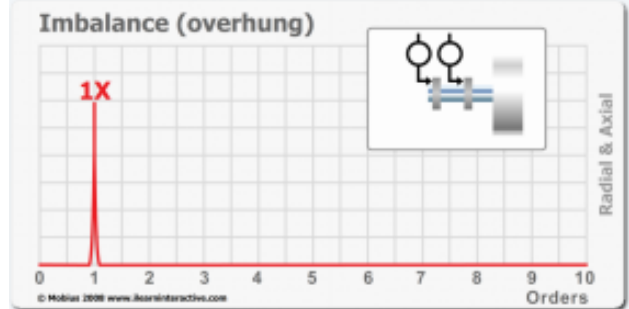 Imbalance (overhung)
1X
Radial & Axial
0 1 2 3 4 5 6 7 8 9 10
© Mobius 2008 www.ilearninteractive.com
Orders